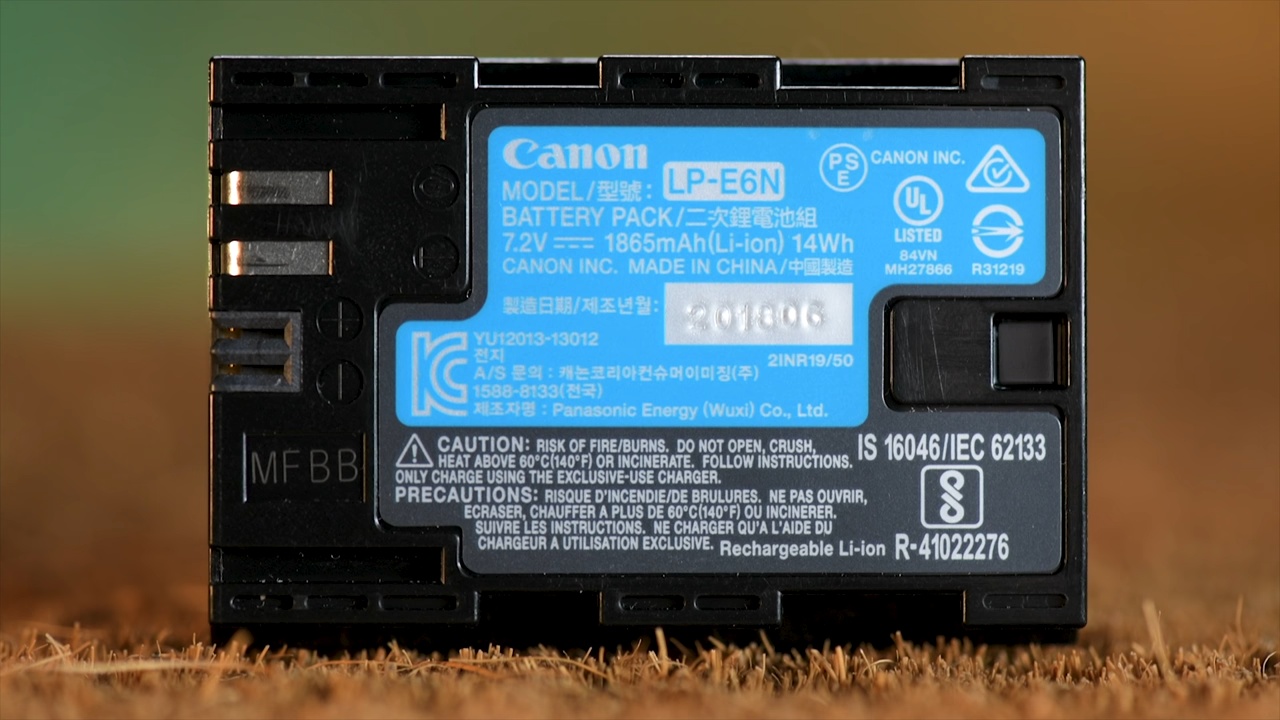 Canon
MODEL/型號: LP-E6N
BATTERY PACK/二次鋰電池組
7.2V ⎓ 1865mAh(Li-ion) 14Wh
CANON INC. MADE IN CHINA/中國製造
PSE
CANON INC.
UL
LISTED
84VN
MH27866
R31219
製造日期/제조년월: 201806
YU12013-13012
전지
2INR19/50
A/S 문의 : 캐논코리아컨슈머이미징(주)
1588-8133(전국)
제조자명 : Panasonic Energy (Wuxi) Co., Ltd.
KC
MFBB
CAUTION: RISK OF FIRE/BURNS. DO NOT OPEN, CRUSH,
HEAT ABOVE 60°C(140°F) OR INCINERATE. FOLLOW INSTRUCTIONS.
ONLY CHARGE USING THE EXCLUSIVE-USE CHARGER.
PRECAUTIONS: RISQUE D'INCENDIE/DE BRULURES. NE PAS OUVRIR,
ECRASER, CHAUFFER A PLUS DE 60°C(140°F) OU INCINERER.
SUIVRE LES INSTRUCTIONS. NE CHARGER QU'A L'AIDE DU
CHARGEUR A UTILISATION EXCLUSIVE.
Rechargeable Li-ion
IS 16046/IEC 62133
R-41022276